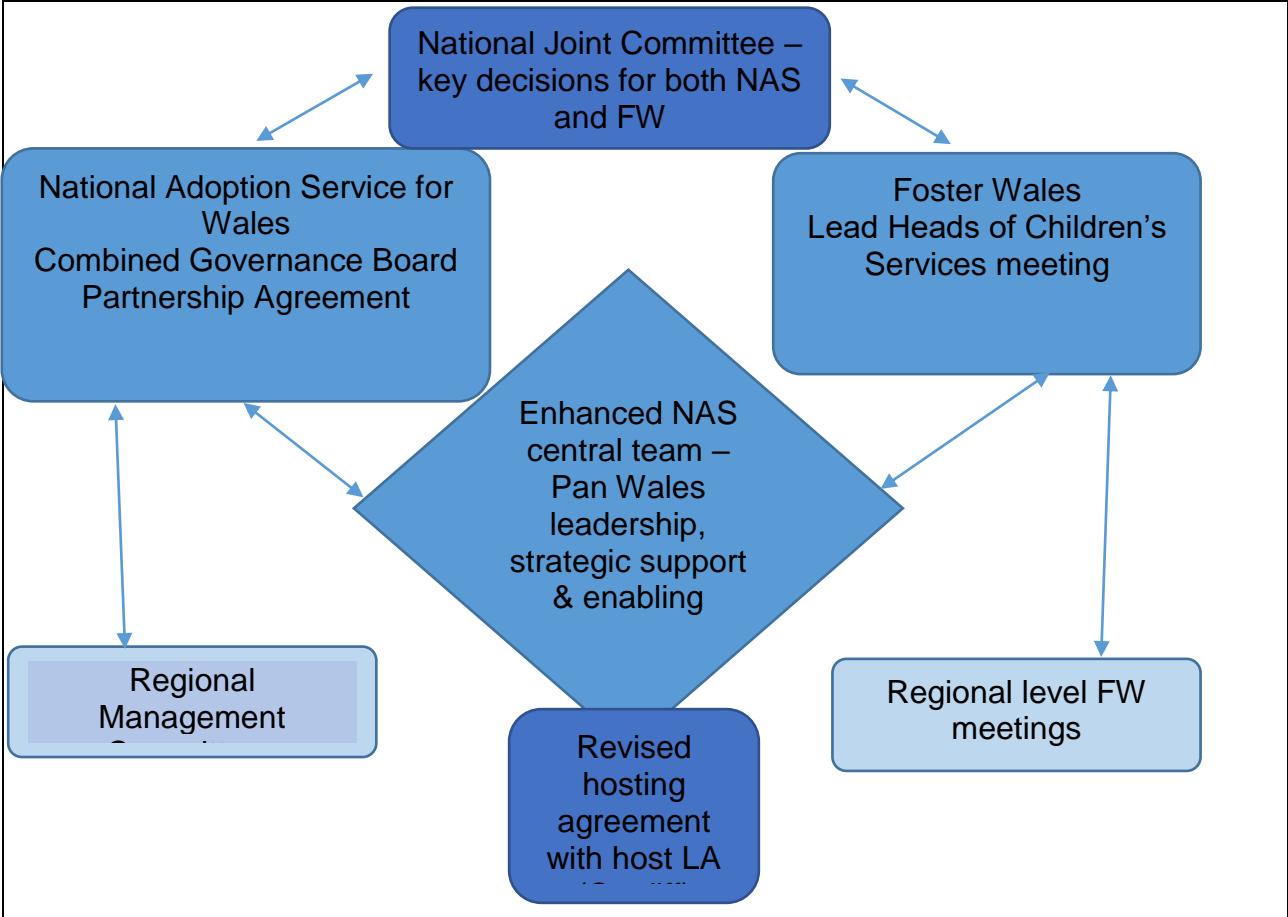 National Joint Committee –
key decisions for both NAS
and FW
National Adoption Service for
Wales
Combined Governance Board
Partnership Agreement
Foster Wales
Lead Heads of Children’s
Services meeting
Enhanced NAS
central team –
Pan Wales
leadership,
strategic support
& enabling
Regional
Management
Regional level FW
meetings
Revised
hosting
agreement
with host LA